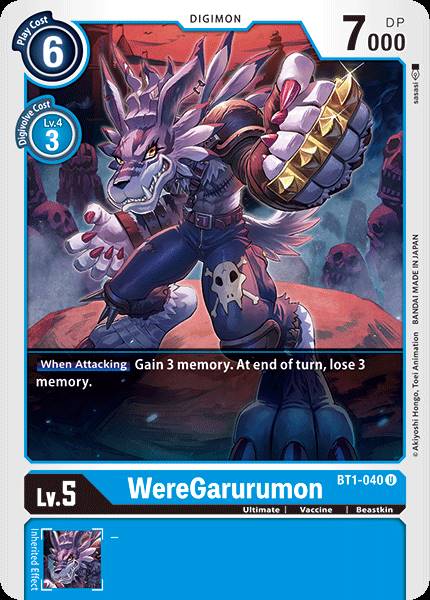 Play Cost
6
DIGIMON
7000
DP
Digivolve Cost
Lv.4
3
sasasi
© Akiyoshi Hongo, Toei Animation BANDAI MADE IN JAPAN
When Attacking Gain 3 memory. At end of turn, lose 3
memory.
BT1-040 U
Lv.5
WereGarurumon
Ultimate | Vaccine | Beastkin
Inherited Effect
–